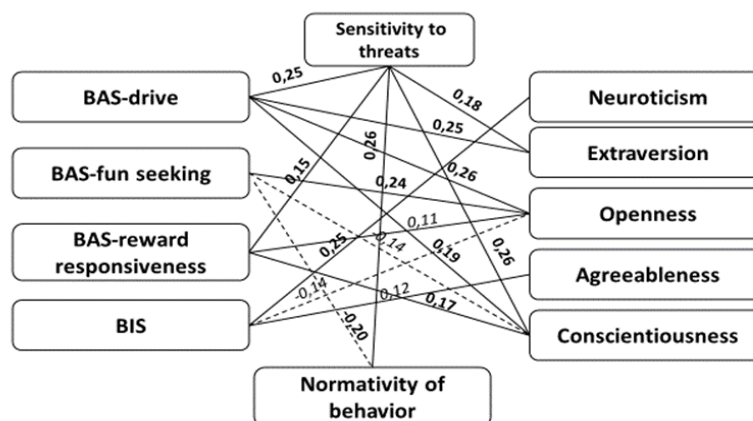 Sensitivity to
threats
BAS-drive
0,25
0,18
Neuroticism
0,25
Extraversion
0,26
BAS-fun seeking
0,15
0,24
0,26
Openness
BAS-reward
responsiveness
0,11
0,25
-0,14
0,19
0,26
Agreeableness
BIS
-0,14
0,12
0,17
-0,20
Conscientiousness
Normativity of
behavior